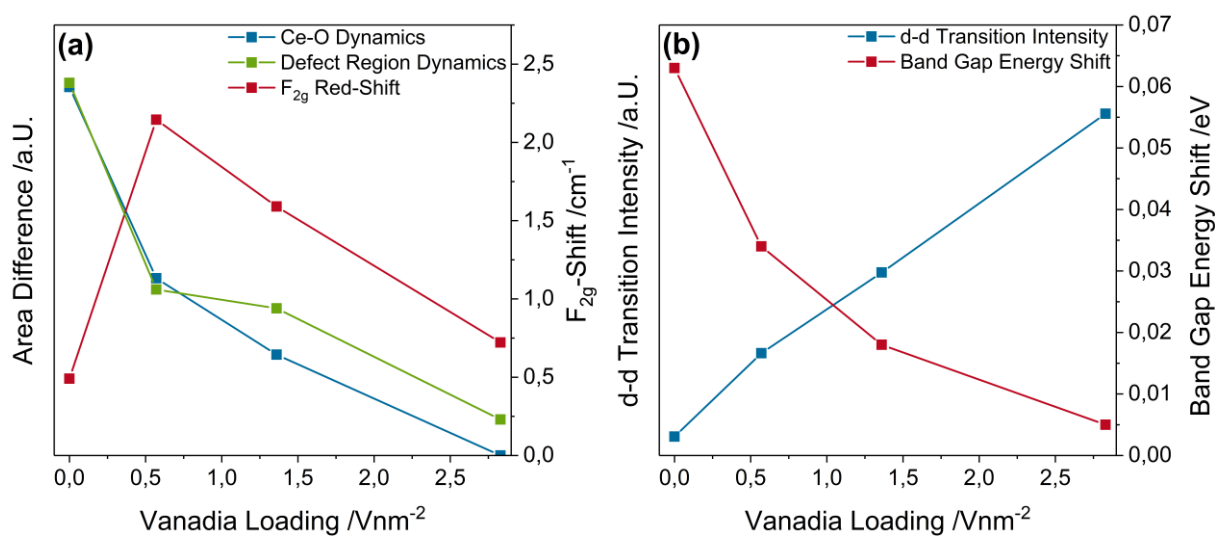 (a)
Ce-O Dynamics
Defect Region Dynamics
F2g Red-Shift
Area Difference /a.U.
2,5
2,0
1,5
1,0
0,5
0,0
F2g-Shift /cm-1
0,0 0,5 1,0 1,5 2,0 2,5
Vanadia Loading /Vnm-2
(b)
d-d Transition Intensity
Band Gap Energy Shift
d-d Transition Intensity /a.U.
0,07
0,06
0,05
0,04
0,03
0,02
0,01
0,00
Band Gap Energy Shift /eV
0,0 0,5 1,0 1,5 2,0 2,5
Vanadia Loading /Vnm-2